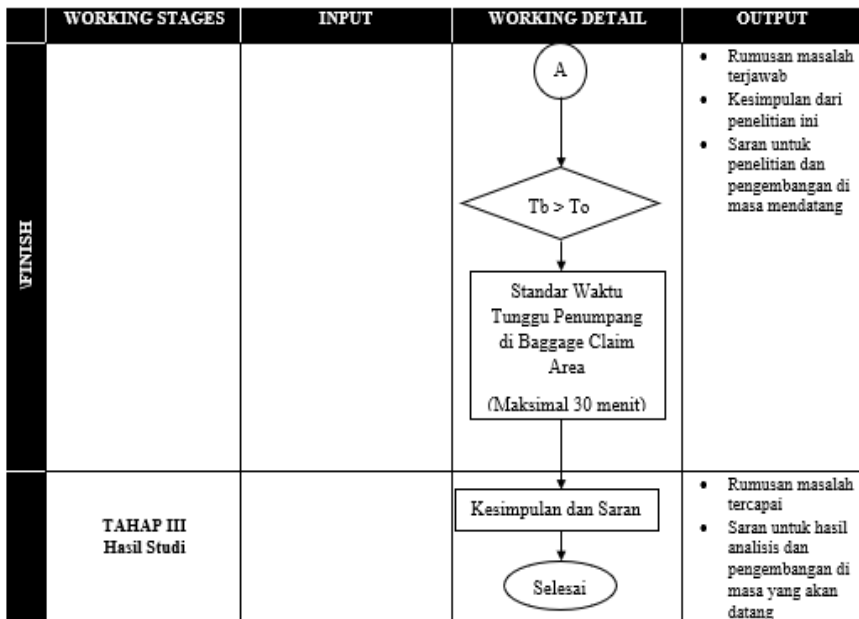 WORKING STAGES
INPUT
WORKING DETAIL
OUTPUT
\FINISH
A
Tb > To
Standar Waktu
Tunggu Penumpang
di Baggage Claim
Area
(Maksimal 30 menit)
• Rumusan masalah
terjawab
• Kesimpulan dari
penelitian ini
• Saran untuk
penelitian dan
pengembangan di
masa mendatang
TAHAP III
Hasil Studi
Kesimpulan dan Saran
Selesai
• Rumusan masalah
tercapai
• Saran untuk hasil
analisis dan
pengembangan di
masa yang akan
datang